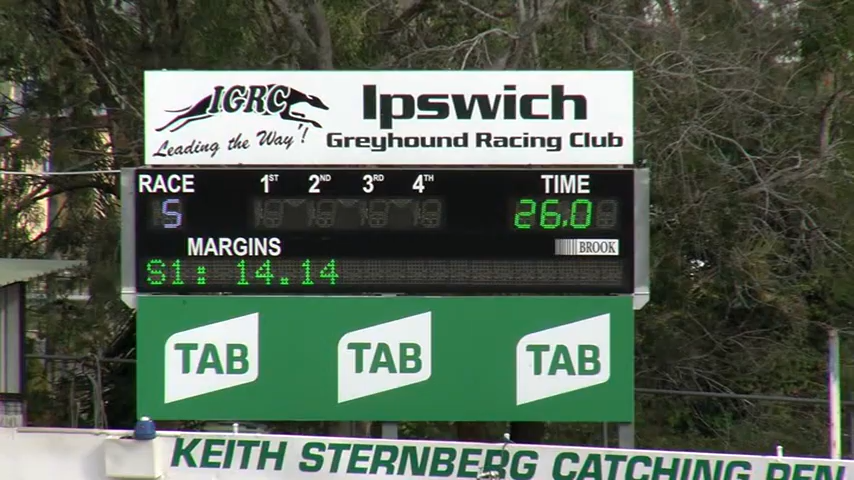 IGRC
Leading the Way!
Ipswich
Greyhound Racing Club
RACE 1ST 2ND 3RD 4TH TIME
5 26.0
MARGINS BROOK
S1: 14.14
TAB TAB TAB
KEITH STERNBERG CATCHING PEN